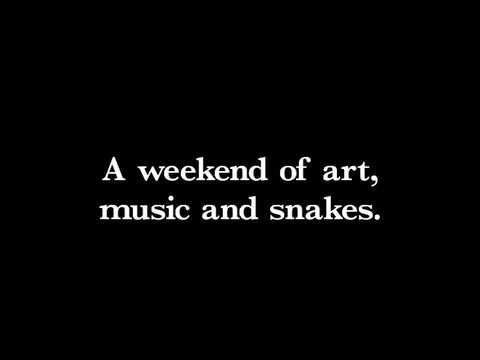 A weekend of art,
music and snakes.